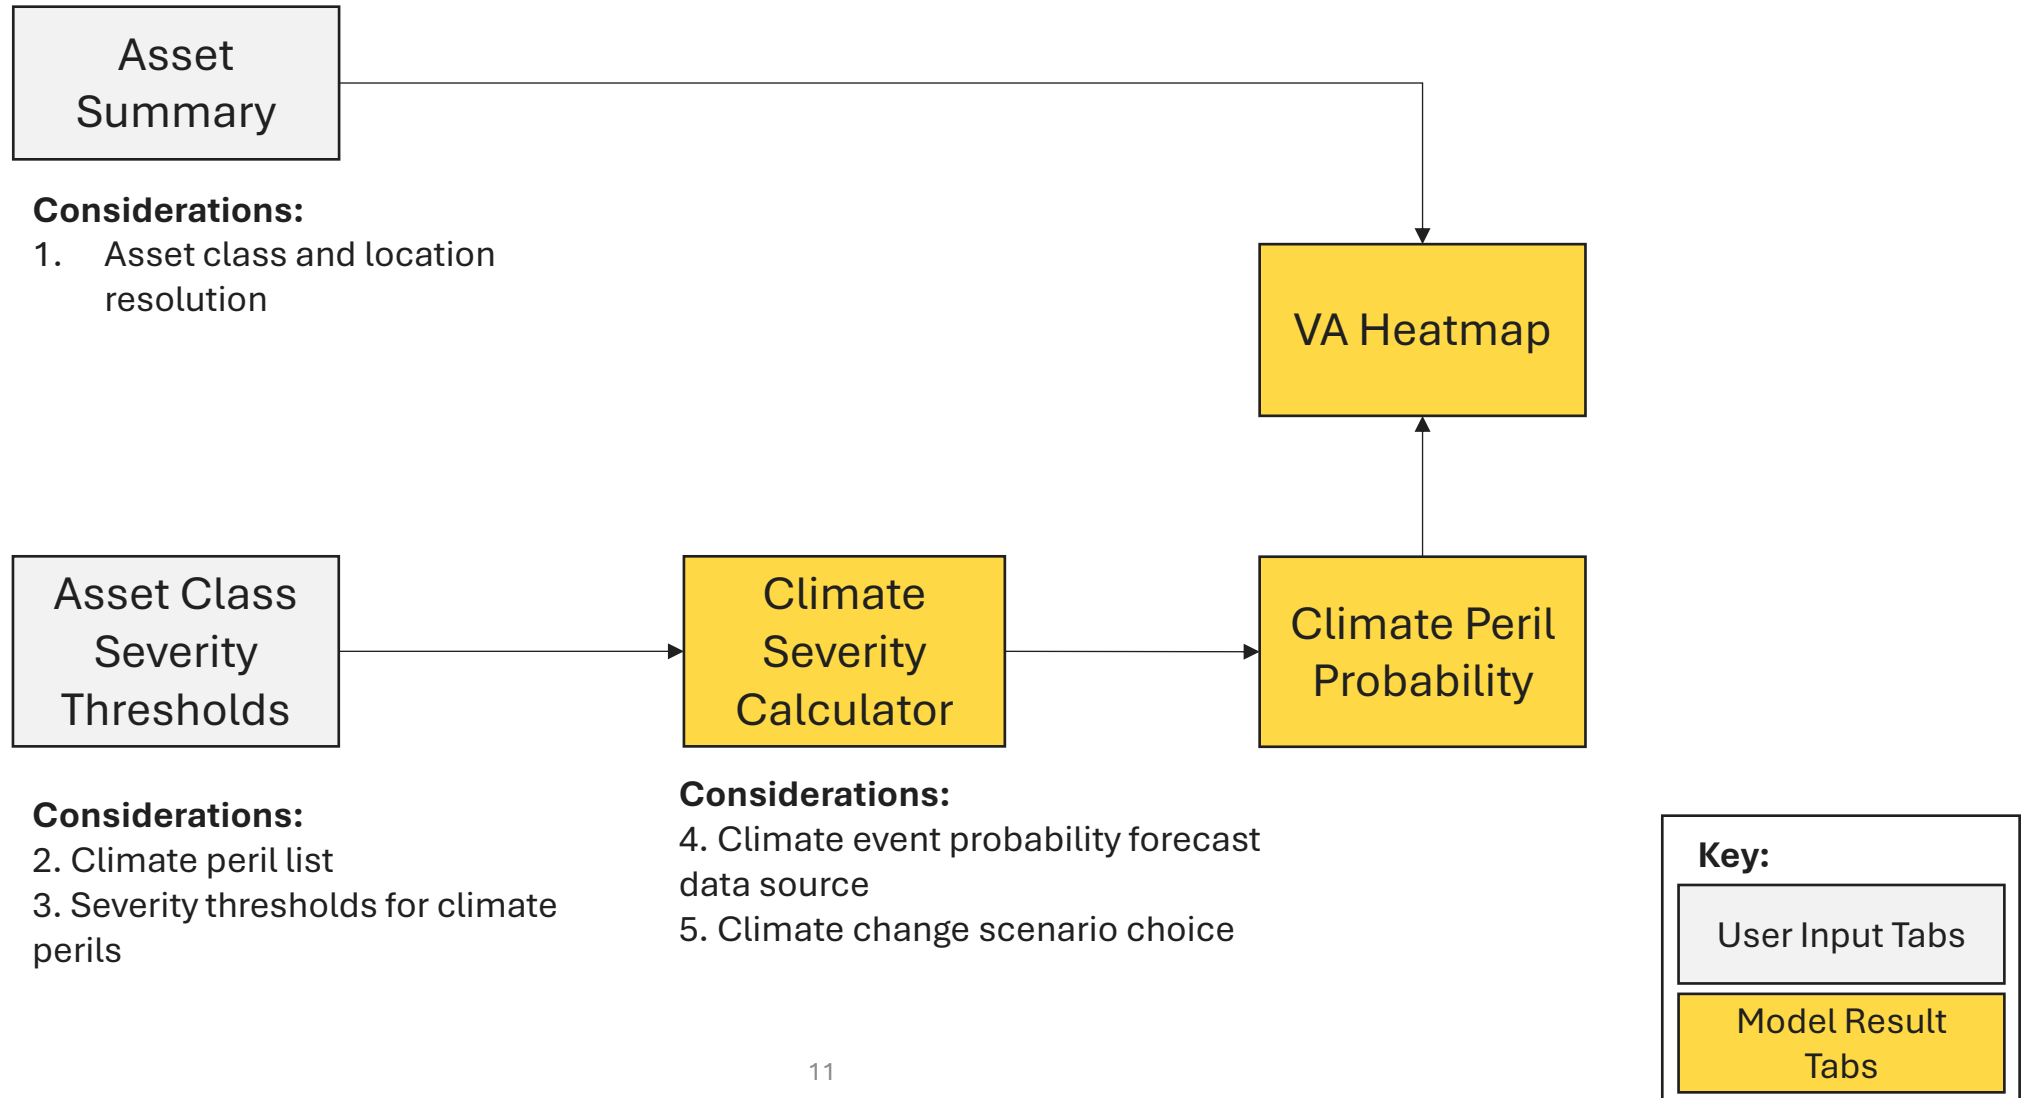 Asset
Summary
Considerations:
1. Asset class and location
resolution
VA Heatmap
Asset Class
Severity
Thresholds
Climate
Severity
Calculator
Climate Peril
Probability
Considerations:
2. Climate peril list
3. Severity thresholds for climate
perils
Considerations:
4. Climate event probability forecast
data source
5. Climate change scenario choice
Key:
User Input Tabs
Model Result
Tabs
11